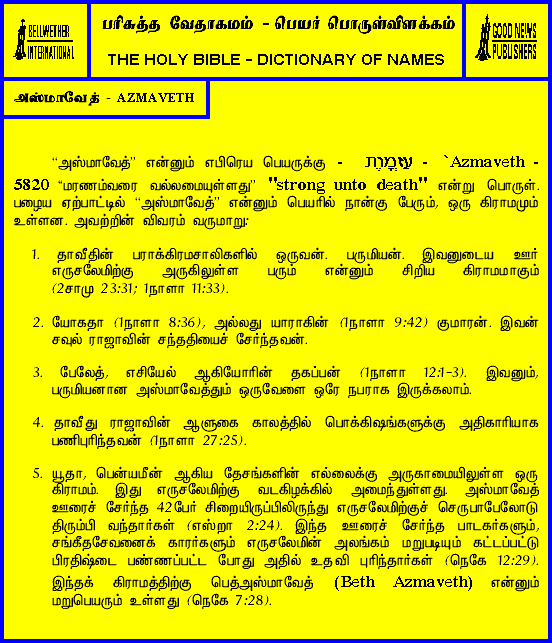 BELLWETHER
INTERNATIONAL
பரிசுத்த வேதாகமம் - பெயர் பொருள்விளக்கம்
THE HOLY BIBLE - DICTIONARY OF NAMES
GOOD NEWS
PUBLISHERS
அஸ்மாவேத் - AZMAVETH
“அஸ்மாவேத்” என்னும் எபிரெய பெயருக்கு - עַזְמָוֶת - `Azmaveth -
5820 “மரணம்வரை வல்லமையுள்ளது” "strong unto death" என்று பொருள்.
பழைய ஏற்பாட்டில் “அஸ்மாவேத்” என்னும் பெயரில் நான்கு பேரும், ஒரு கிராமமும்
உள்ளன. அவற்றின் விவரம் வருமாறு:
1. தாவீதின் பராக்கிரமசாலிகளில் ஒருவன். பருமியன். இவனுடைய ஊர்
எருசலேமிற்கு அருகிலுள்ள பரும் என்னும் சிறிய கிராமமாகும்
(2சாமு 23:31; 1நாளா 11:33).
2. யோகதா (1நாளா 8:36), அல்லது யாராகின் (1நாளா 9:42) குமாரன். இவன்
சவுல் ராஜாவின் சந்ததியைச் சேர்ந்தவன்.
3. பேலேத், எசியேல் ஆகியோரின் தகப்பன் (1நாளா 12:1-3). இவனும்,
பருமியனான அஸ்மாவேத்தும் ஒருவேளை ஒரே நபராக இருக்கலாம்.
4. தாவீது ராஜாவின் ஆளுகை காலத்தில் பொக்கிஷங்களுக்கு அதிகாரியாக
பணிபுரிந்தவன் (1நாளா 27:25).
5. யூதா, பென்யமீன் ஆகிய தேசங்களின் எல்லைக்கு அருகாமையிலுள்ள ஒரு
கிராமம். இது எருசலேமிற்கு வடகிழக்கில் அமைந்துள்ளது. அஸ்மாவேத்
ஊரைச் சேர்ந்த 42பேர் சிறையிருப்பிலிருந்து எருசலேமிற்குச் செருபாபேலோடு
திரும்பி வந்தார்கள் (எஸ்றா 2:24). இந்த ஊரைச் சேர்ந்த பாடகர்களும்,
சங்கீதசேவனைக் காரர்களும் எருசலேமின் அலங்கம் மறுபடியும் கட்டப்பட்டு
பிரதிஷ்டை பண்ணப்பட்ட போது அதில் உதவி புரிந்தார்கள் (நெகே 12:29).
இந்தக் கிராமத்திற்கு பெத்அஸ்மாவேத் (Beth Azmaveth) என்னும்
மறுபெயரும் உள்ளது (நெகே 7:28).